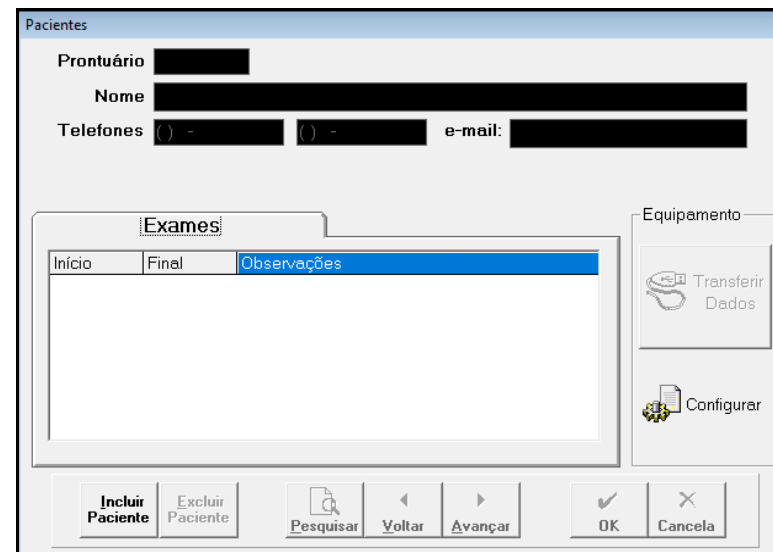 Pacientes
Prontuário
Nome
Telefones ( ) - ( ) - e-mail:
Equipamento
Exames
Início Final Observações
Transferir
Dados
Configurar
Incluir
Paciente
Excluir
Paciente
Pesquisar
Voltar
Avançar
OK
Cancela